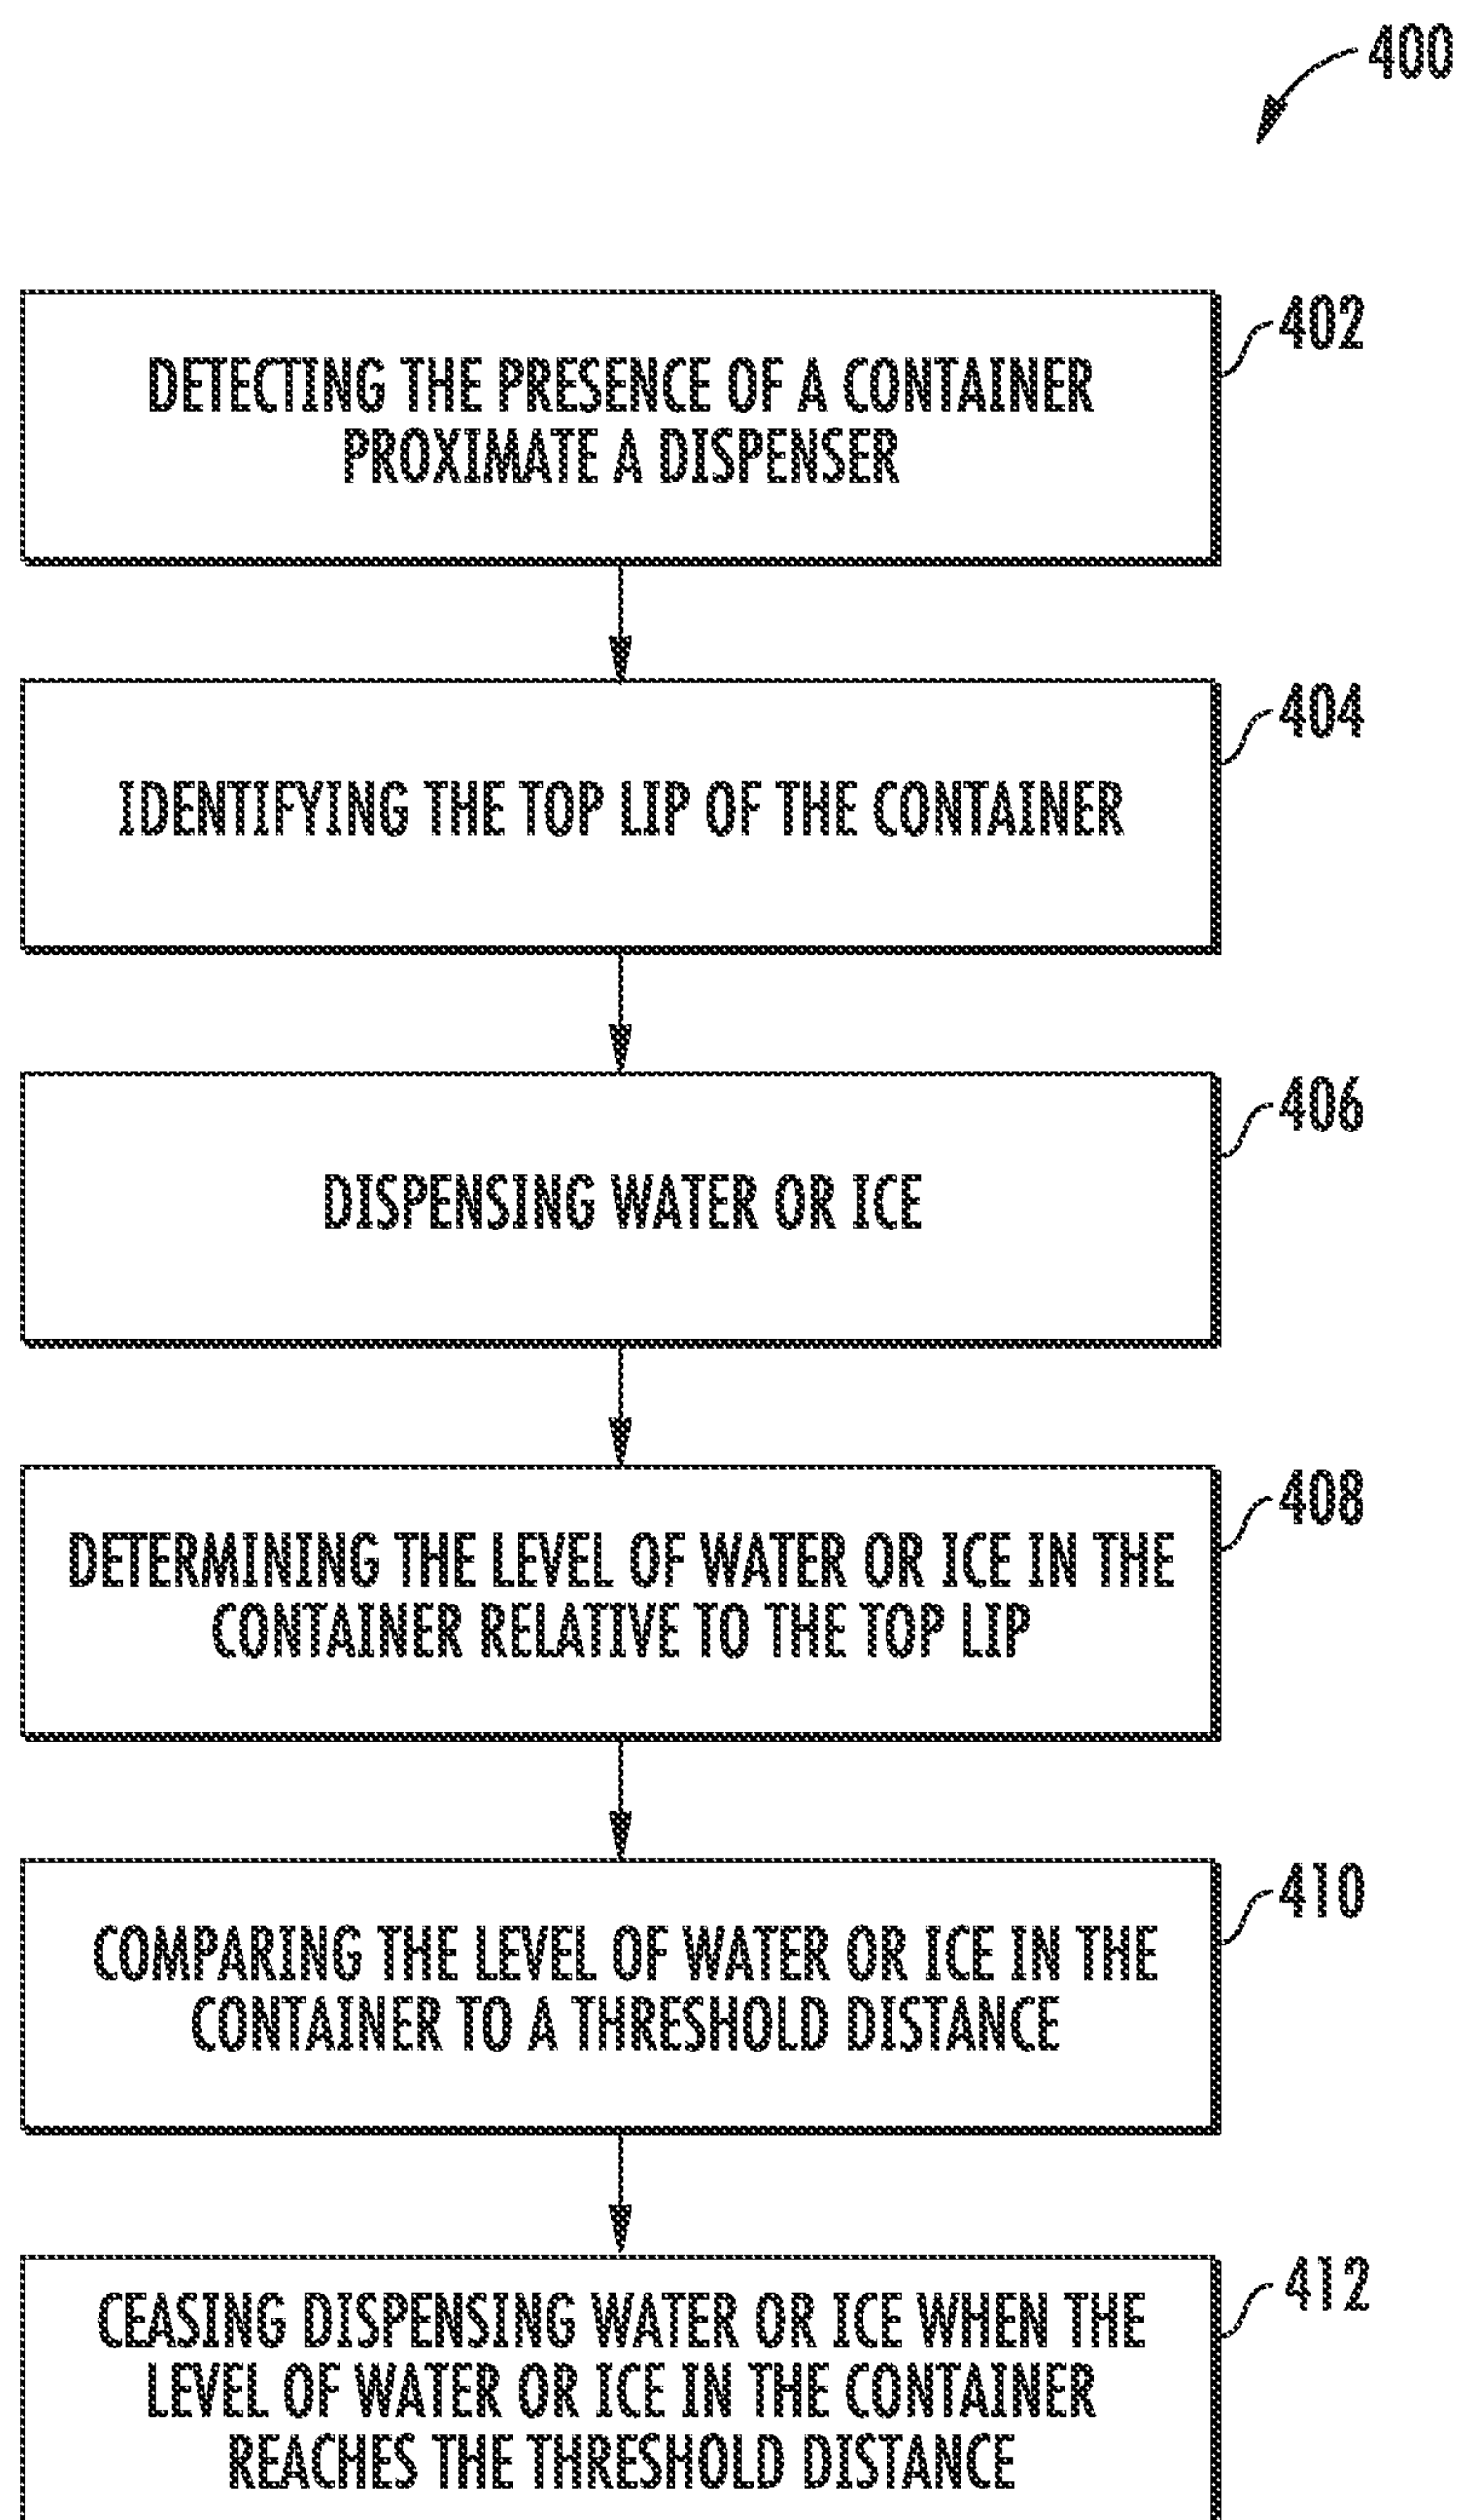 400
402
DETECTING THE PRESENCE OF A CONTAINER
PROXIMATE A DISPENSER
404
IDENTIFYING THE TOP LIP OF THE CONTAINER
406
DISPENSING WATER OR ICE
408
DETERMINING THE LEVEL OF WATER OR ICE IN THE
CONTAINER RELATIVE TO THE TOP LIP
410
COMPARING THE LEVEL OF WATER OR ICE IN THE
CONTAINER TO A THRESHOLD DISTANCE
412
CEASING DISPENSING WATER OR ICE WHEN THE
LEVEL OF WATER OR ICE IN THE CONTAINER
REACHES THE THRESHOLD DISTANCE